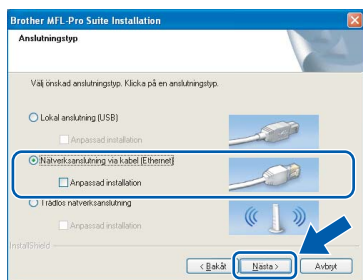 Brother MFL-Pro Suite Installation
Anslutningstyp
Välj önskad anslutningstyp. Klicka på en anslutningstyp.
Lokal anslutning (USB)
Anpassad installation
Nätverksanslutning via kabel (Ethernet)
Anpassad installation
Trådlös nätverksanslutning
Anpassad installation
InstallShield
< Bakåt Nästa > Avbryt